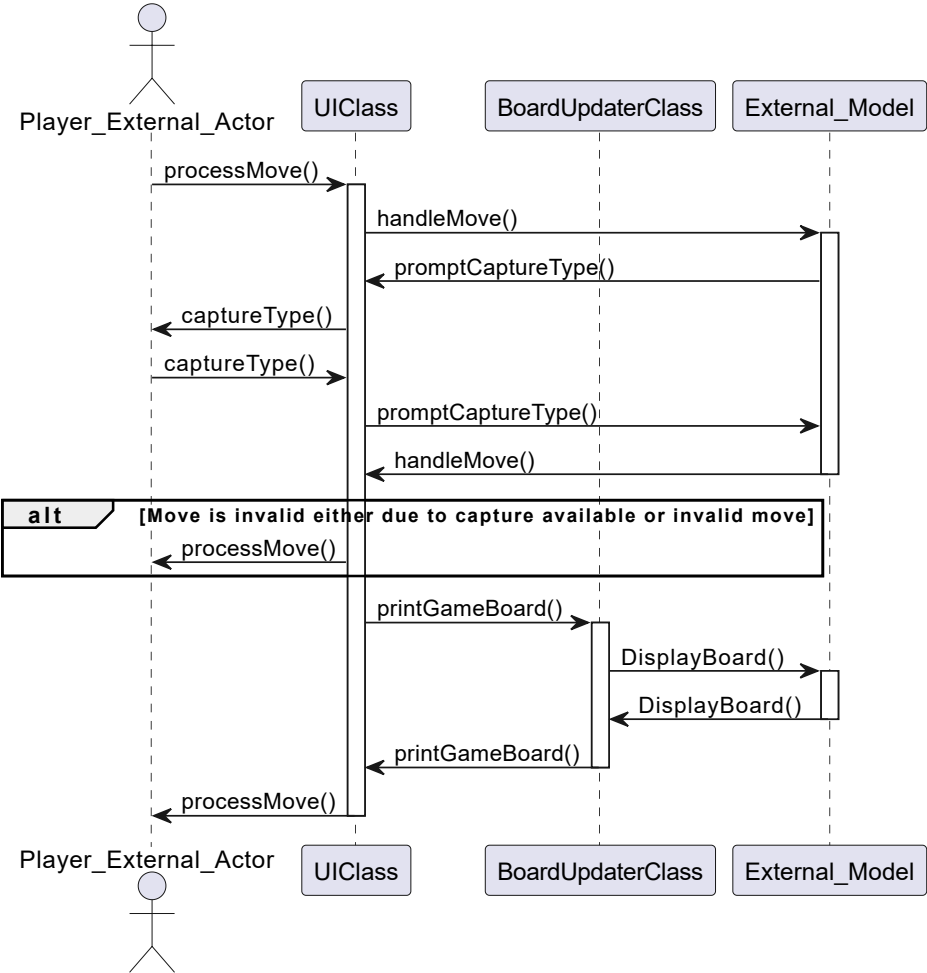 Player_External_Actor
UIClass
BoardUpdaterClass
External_Model
processMove()
handleMove()
promptCaptureType()
captureType()
captureType()
promptCaptureType()
handleMove()
alt
[Move is invalid either due to capture available or invalid move]
processMove()
printGameBoard()
DisplayBoard()
DisplayBoard()
printGameBoard()
processMove()
Player_External_Actor
UIClass
BoardUpdaterClass
External_Model